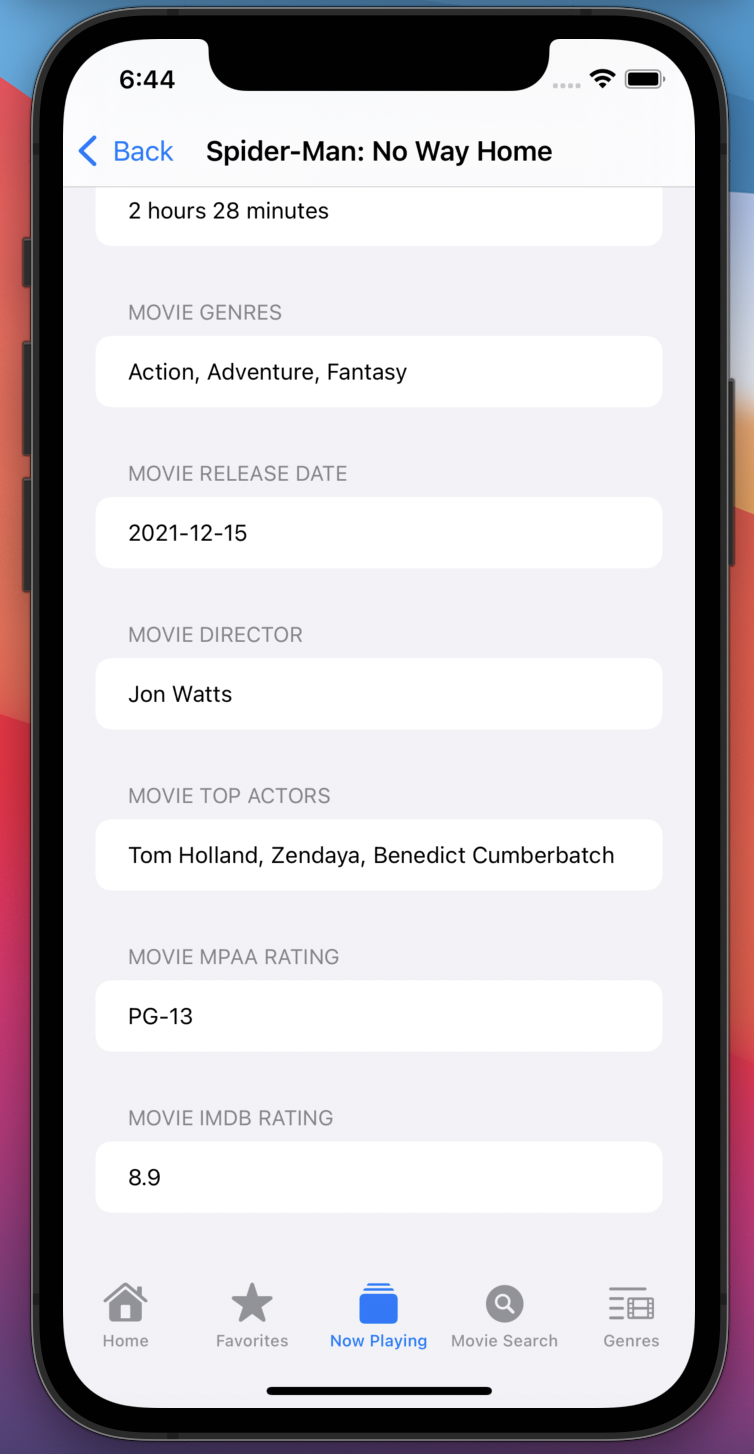 6:44
Back
Spider-Man: No Way Home
2 hours 28 minutes
MOVIE GENRES
Action, Adventure, Fantasy
MOVIE RELEASE DATE
2021-12-15
MOVIE DIRECTOR
Jon Watts
MOVIE TOP ACTORS
Tom Holland, Zendaya, Benedict Cumberbatch
MOVIE MPAA RATING
PG-13
MOVIE IMDB RATING
8.9
Home
Favorites
Now Playing
Movie Search
Genres